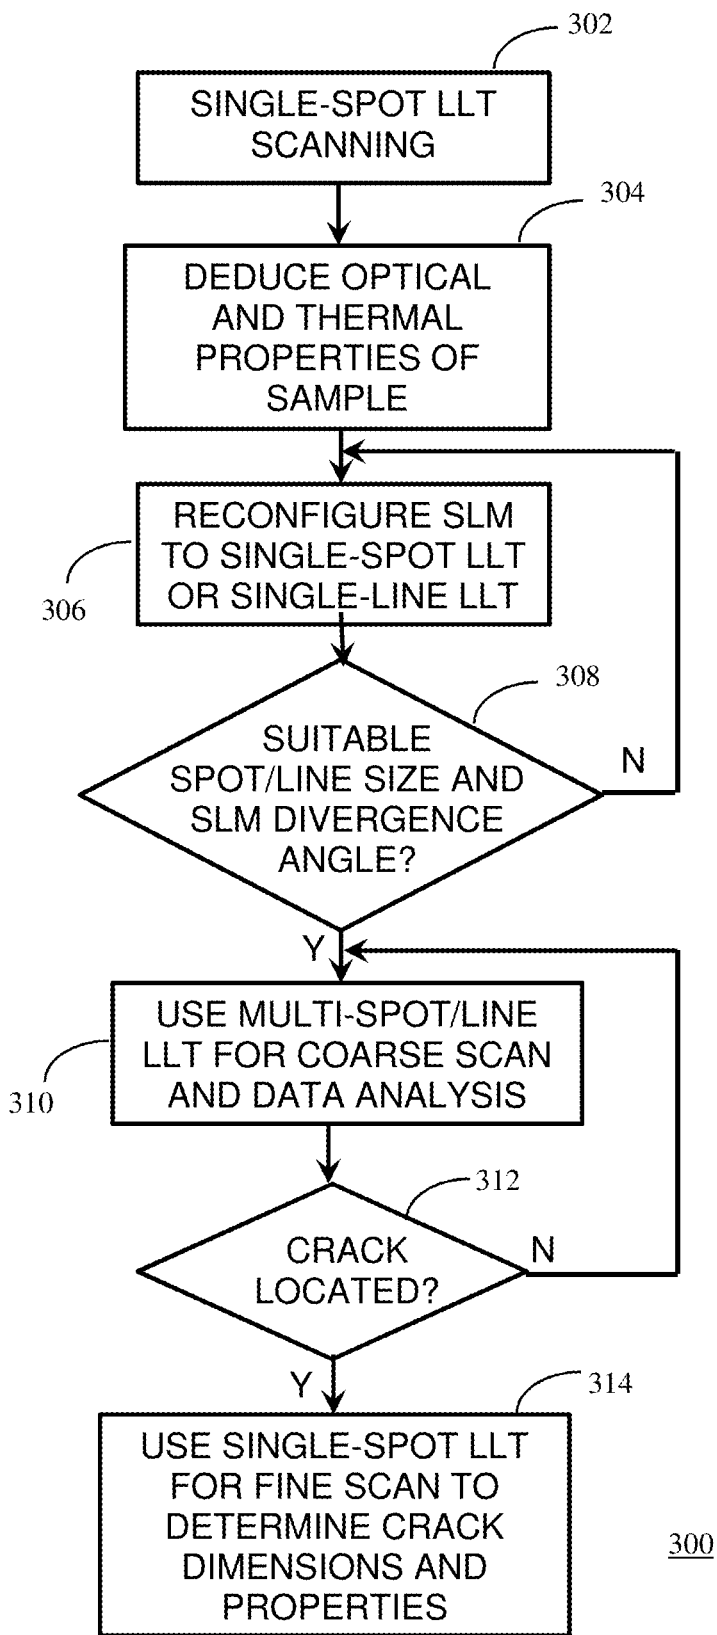 302
SINGLE-SPOT LLT
SCANNING
304
DEDUCE OPTICAL
AND THERMAL
PROPERTIES OF
SAMPLE
RECONFIGURE SLM
TO SINGLE-SPOT LLT
OR SINGLE-LINE LLT
306
308
SUITABLE
SPOT/LINE SIZE AND
SLM DIVERGENCE
ANGLE?
N
Y
USE MULTI-SPOT/LINE
LLT FOR COARSE SCAN
AND DATA ANALYSIS
310
312
CRACK
LOCATED?
N
Y
314
USE SINGLE-SPOT LLT
FOR FINE SCAN TO
DETERMINE CRACK
DIMENSIONS AND
PROPERTIES
300